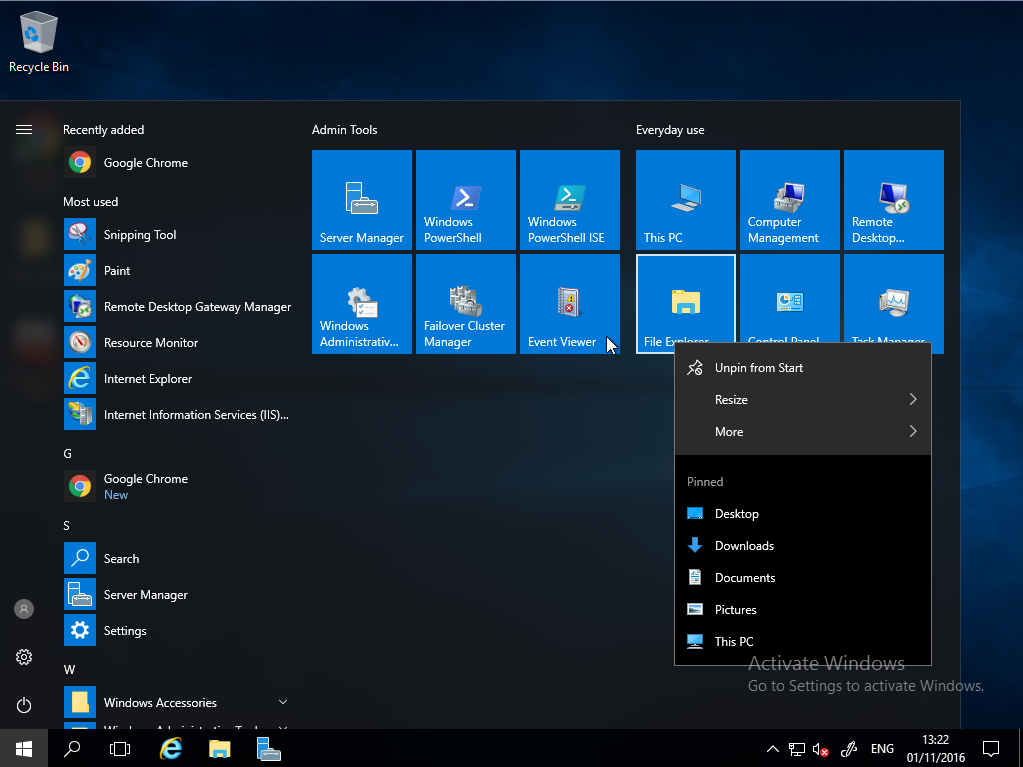 Recycle Bin
Recently added
Google Chrome
Most used
Snipping Tool
Paint
Remote Desktop Gateway Manager
Resource Monitor
Internet Explorer
Internet Information Services (IIS)...
G
Google Chrome
New
S
Search
Server Manager
Settings
W
Windows Accessories
Admin Tools
Server Manager
Windows
PowerShell
Windows
PowerShell ISE
Windows
Administrativ...
Failover Cluster
Manager
Event Viewer
Everyday use
This PC
Computer
Management
Remote
Desktop...
File Explorer
Control Panel
Task Manager
Unpin from Start
Resize
More
Pinned
Desktop
Downloads
Documents
Pictures
This PC
Activate Windows
Go to Settings to activate Windows.
ENG
13:22
01/11/2016